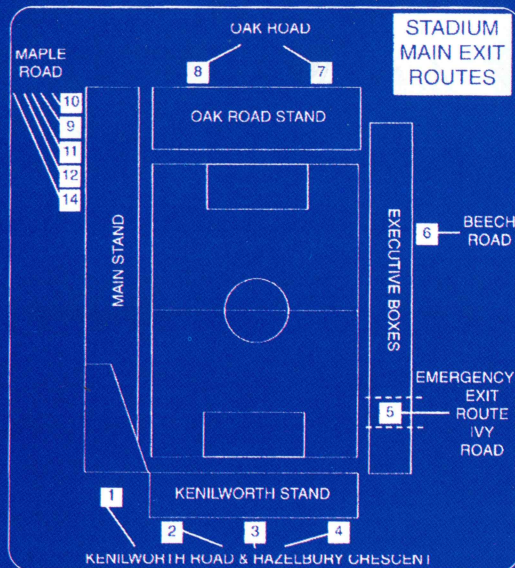 STADIUM
MAIN EXIT
ROUTES
OAK ROAD
8
7
MAPLE
ROAD
10
9
11
12
14
OAK ROAD STAND
MAIN STAND
EXECUTIVE BOXES
6
BEECH
ROAD
5
EMERGENCY
EXIT
ROUTE
IVY
ROAD
KENILWORTH STAND
1
2
3
4
KENILWORTH ROAD & HAZELBURY CRESCENT